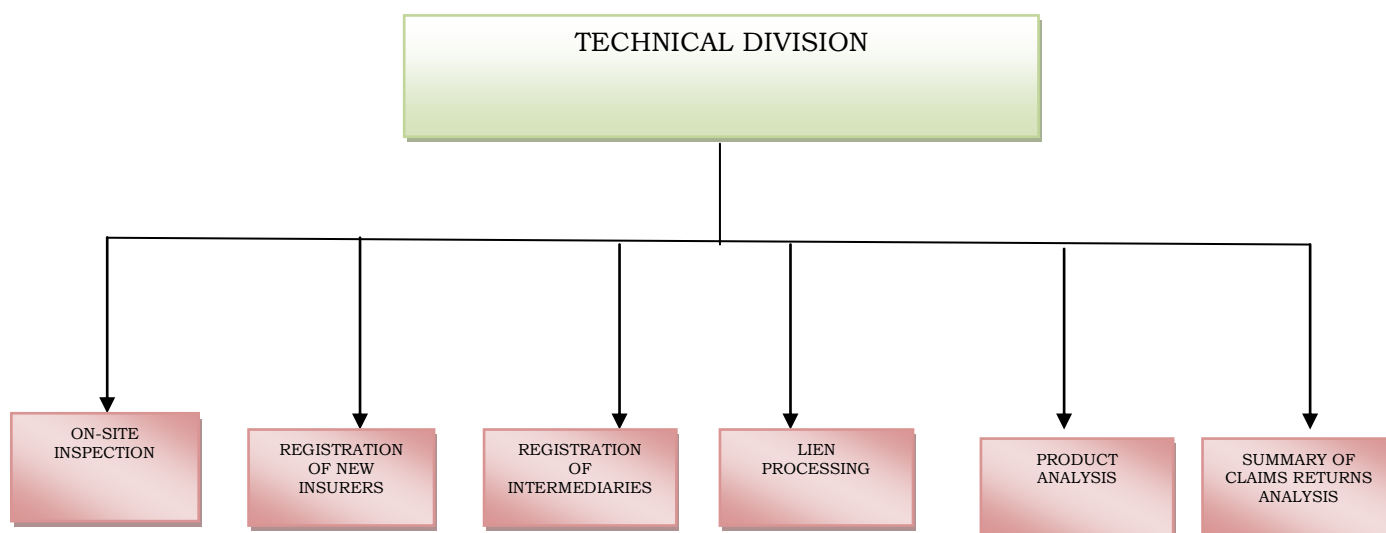 TECHNICAL DIVISION
ON-SITE
INSPECTION
REGISTRATION
OF NEW
INSURERS
REGISTRATION
OF
INTERMEDIARIES
LIEN
PROCESSING
PRODUCT
ANALYSIS
SUMMARY OF
CLAIMS RETURNS
ANALYSIS